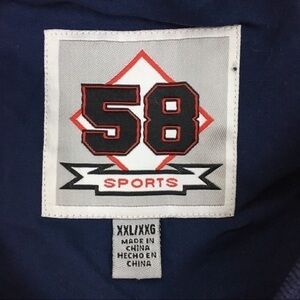 58
SPORTS
XXL/XXG
MADE IN
CHINA
HECHO EN
CHINA